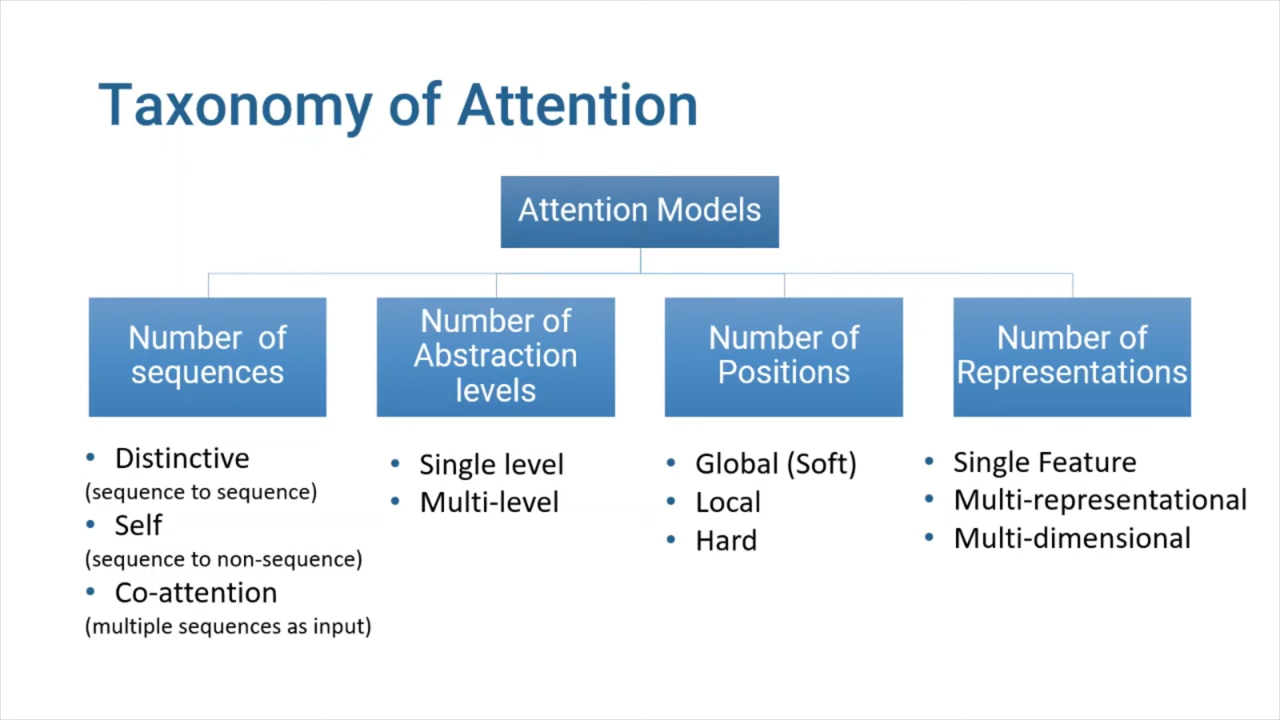 Taxonomy of Attention
Attention Models
Number of
sequences
• Distinctive
(sequence to sequence)
• Self
(sequence to non-sequence)
• Co-attention
(multiple sequences as input)
Number of
Abstraction
levels
• Single level
• Multi-level
Number of
Positions
• Global (Soft)
• Local
• Hard
Number of
Representations
• Single Feature
• Multi-representational
• Multi-dimensional